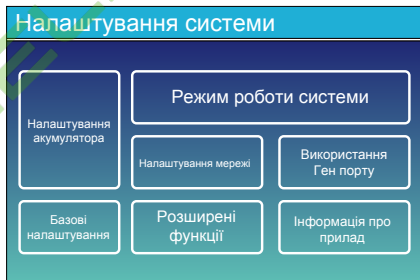 Налаштування системи
Режим роботи системи
Налаштування
акумулятора
Налаштування мережі
Використання
Ген порту
Базові
налаштування
Розширені
функції
Інформація про
прилад